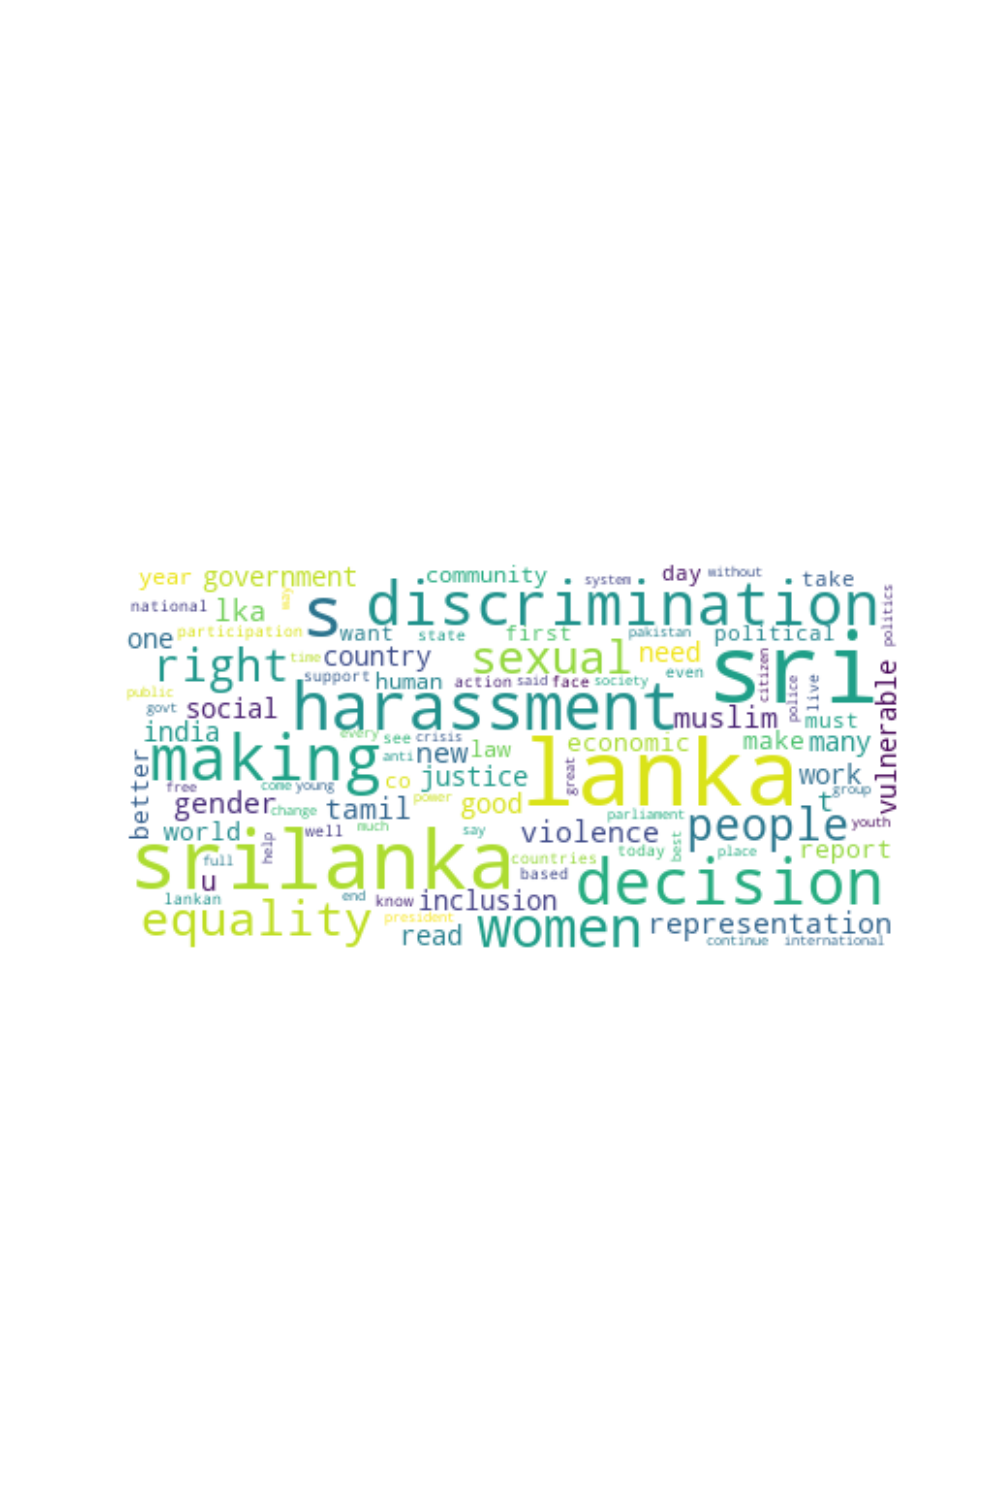 year government community system day without take
national lka way s discrimination politics
one participation want state first pakistan political sri
right time country sexual need even citizen
support human action said face society police live vulnerable
public govt social harassment muslim must
india every see crisis lanka economic make many
better making anti new law great work
free come young co justice group
gender change tamil power good parliament t youth
world well much say violence best people
srilanka help countries today place report
full u based decision
lankan end know inclusion
equality president read women representation
continue international